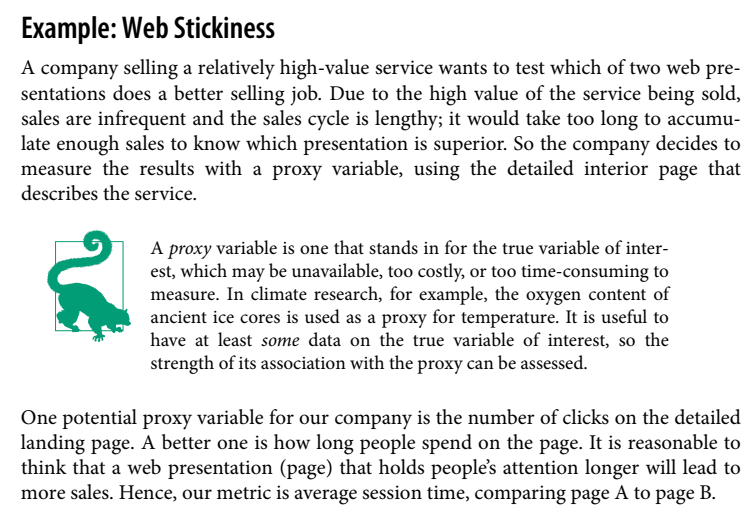 Example: Web Stickiness
A company selling a relatively high-value service wants to test which of two web pre-
sentations does a better selling job. Due to the high value of the service being sold,
sales are infrequent and the sales cycle is lengthy; it would take too long to accumu-
late enough sales to know which presentation is superior. So the company decides to
measure the results with a proxy variable, using the detailed interior page that
describes the service.
A proxy variable is one that stands in for the true variable of inter-
est, which may be unavailable, too costly, or too time-consuming to
measure. In climate research, for example, the oxygen content of
ancient ice cores is used as a proxy for temperature. It is useful to
have at least some data on the true variable of interest, so the
strength of its association with the proxy can be assessed.
One potential proxy variable for our company is the number of clicks on the detailed
landing page. A better one is how long people spend on the page. It is reasonable to
think that a web presentation (page) that holds people’s attention longer will lead to
more sales. Hence, our metric is average session time, comparing page A to page B.